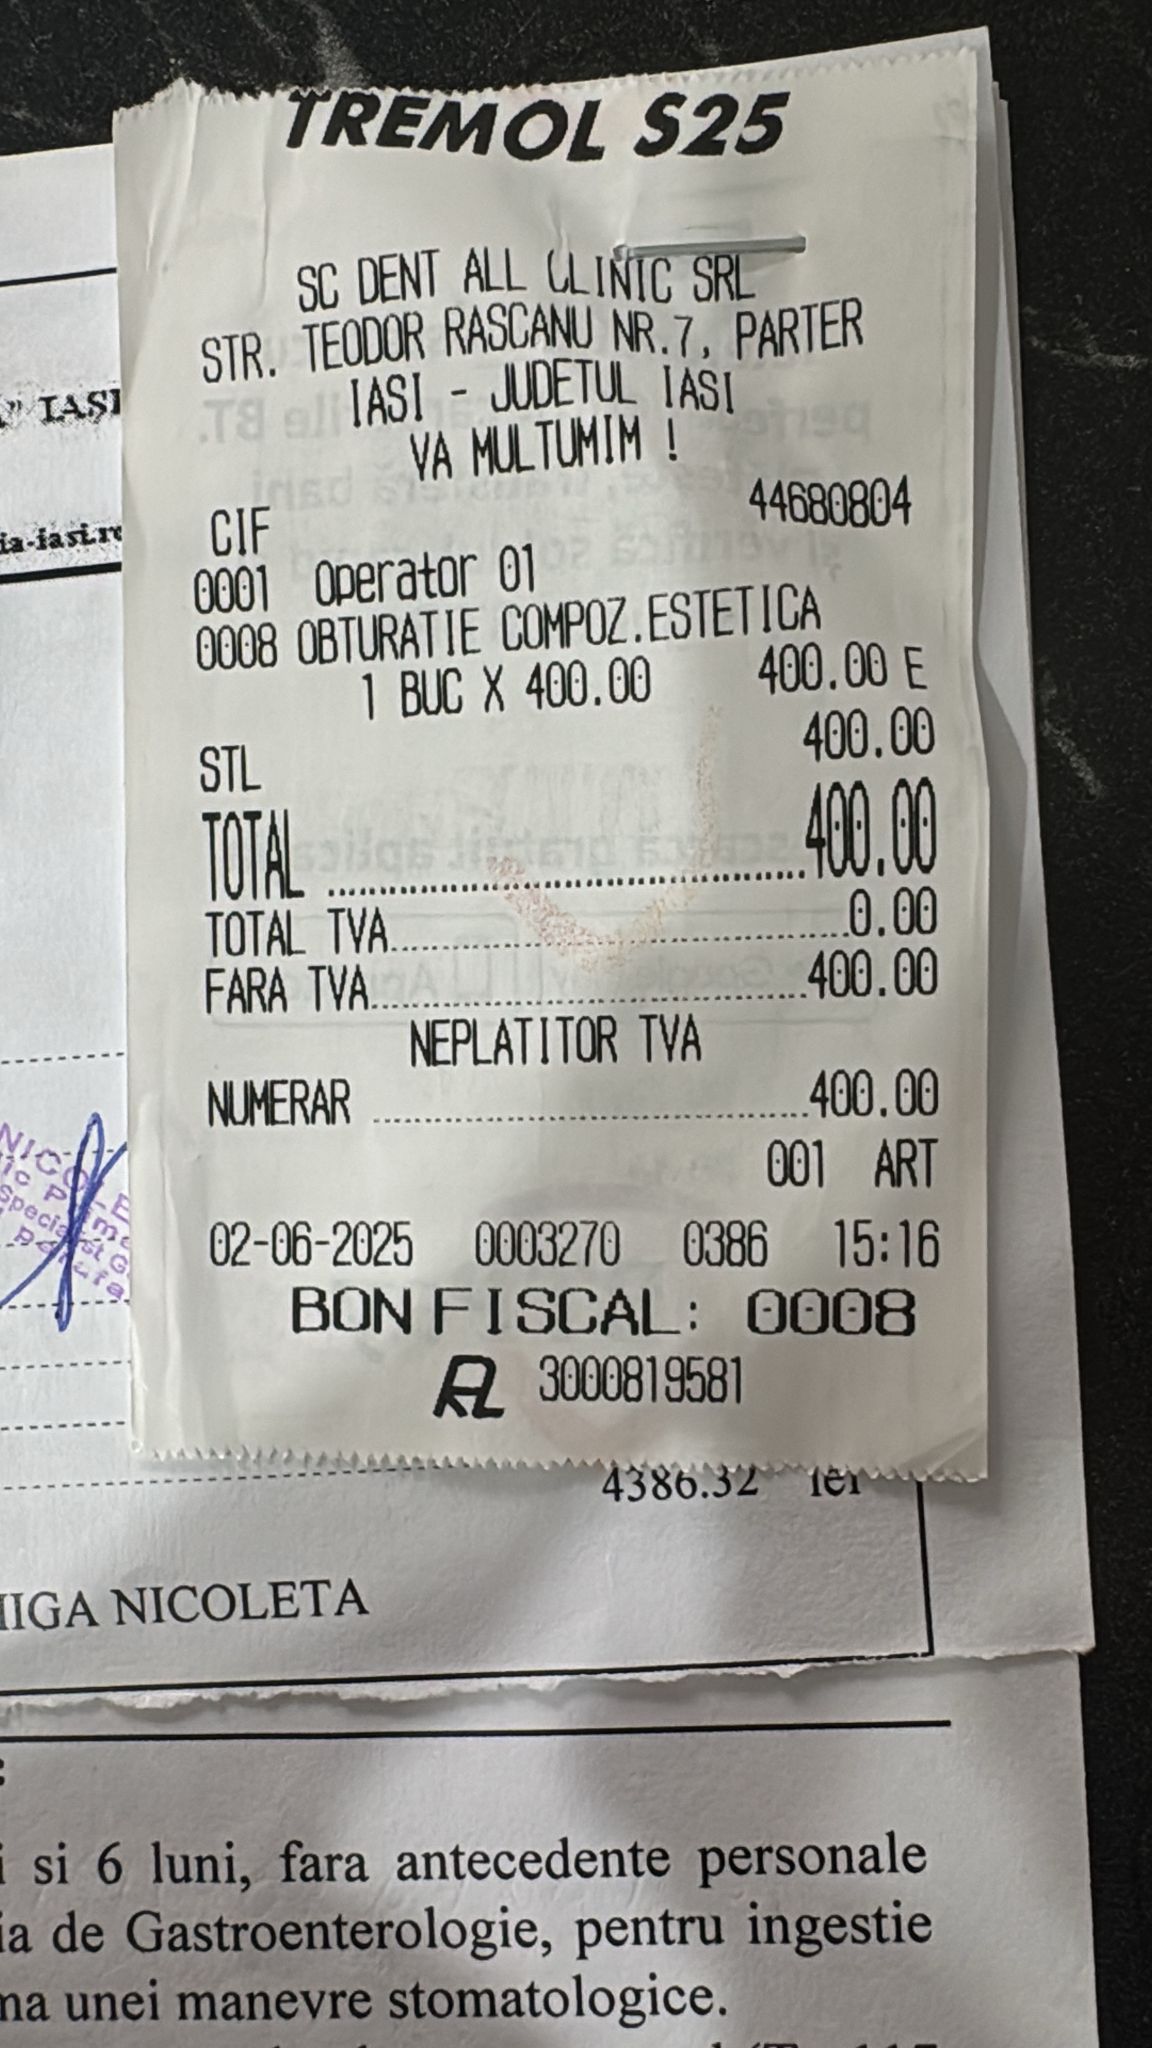 TREMOL S25
SC DENT ALL CLINIC SRL
STR. TEODOR RASCANU NR.7, PARTER
IASI - JUDETUL IASI
VA MULTUMIM !
CIF 44680804
0001 Operator 01
0008 OBTURATIE COMPOZ.ESTETICA
1 BUC X 400.00 400.00 E
STL 400.00
TOTAL 400.00
TOTAL TVA 0.00
FARA TVA 400.00
NEPLATITOR TVA
NUMERAR 400.00
001 ART
02-06-2025 0003270 0386 15:16
BON FISCAL: 0008
3000819581
" IASI
ia-iasi.ro
4386.32 lei
NICOLETA
si 6 luni, fara antecedente personale
de Gastroenterologie, pentru ingestie
unei manevre stomatologice.